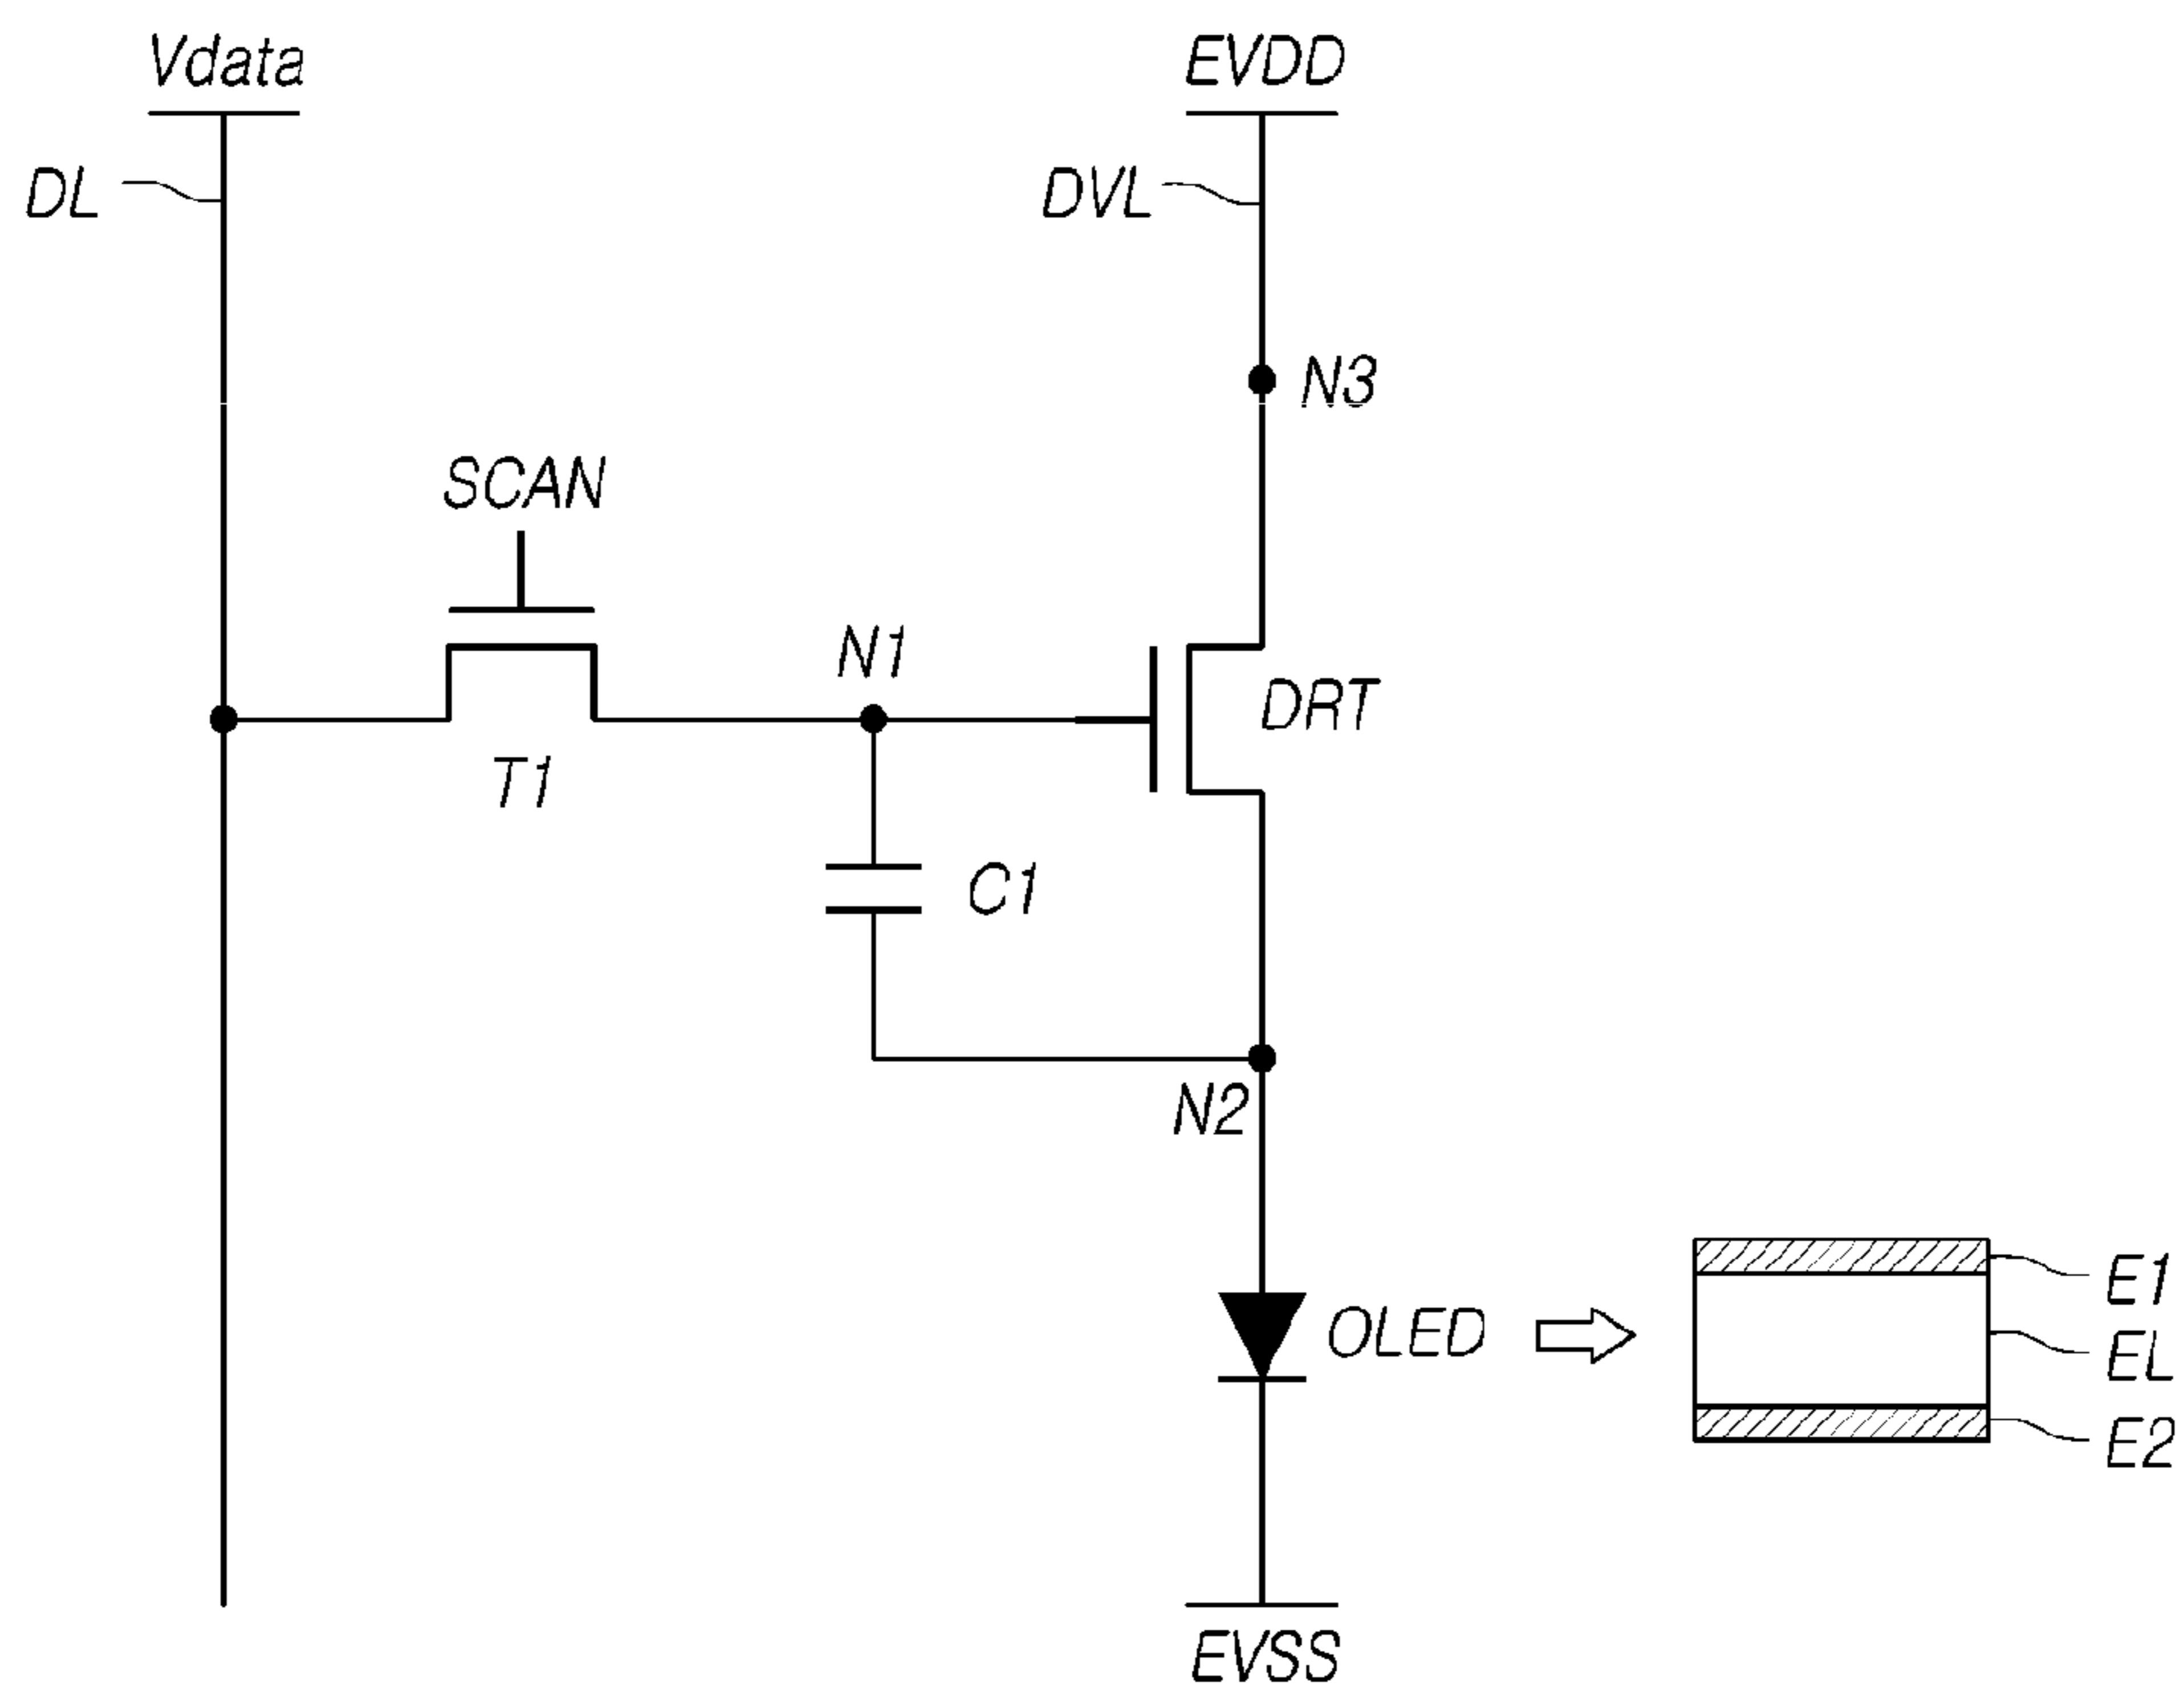 Vdata
EVDD
DL
DVL
N3
SCAN
N1
DRT
T1
C1
N2
E1
OLED
EL
E2
EVSS